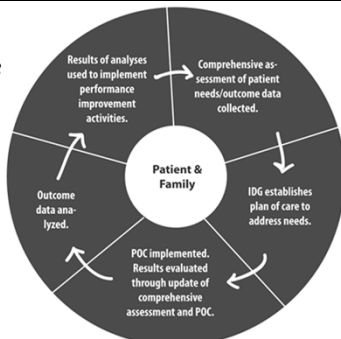 Results of analyses
used to implement
performance
improvement
activities.
Comprehensive as-
sessment of patient
needs/outcome data
collected.
Patient &
Family
IDG establishes
plan of care to
address needs.
POC implemented.
Results evaluated
through update of
comprehensive
assessment and POC.
Outcome
data ana-
lyzed.